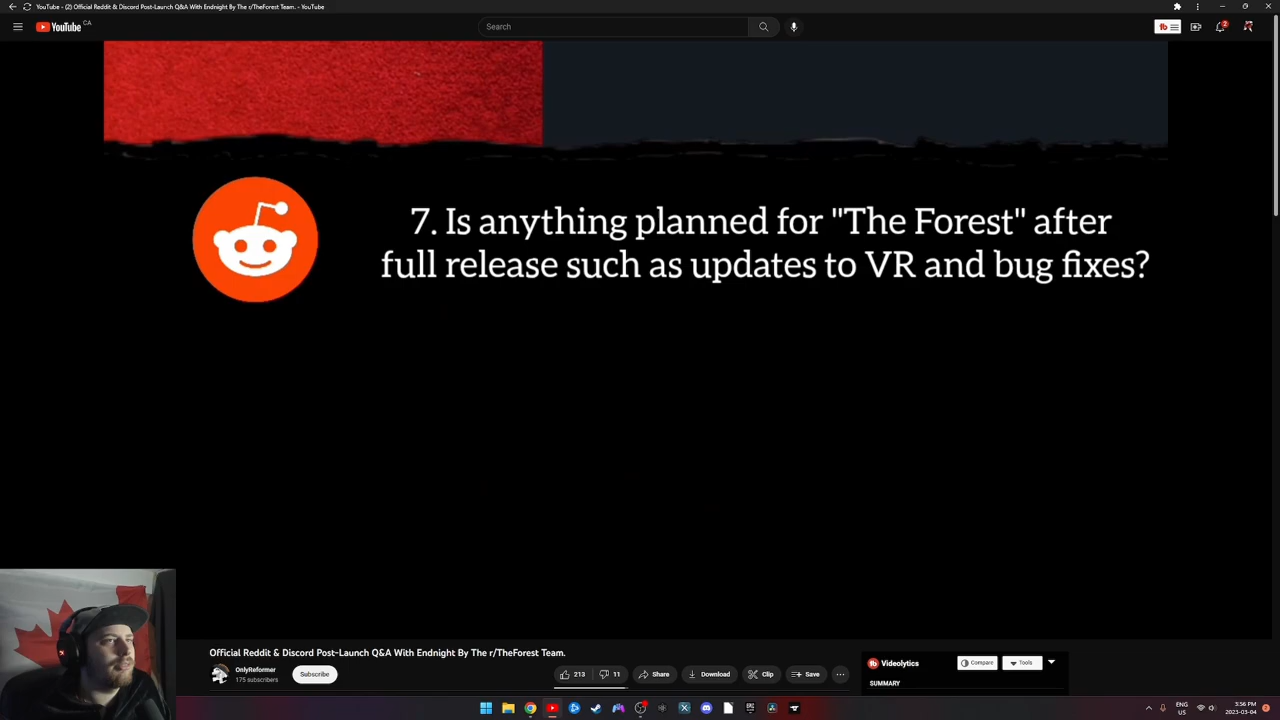 YouTube - (2) Official Reddit & Discord Post-Launch Q&A With Endnight By The r/TheForest Team. - YouTube
YouTube CA
Search
2
7. Is anything planned for "The Forest" after
full release such as updates to VR and bug fixes?
Official Reddit & Discord Post-Launch Q&A With Endnight By The r/TheForest Team.
OnlyReformer
175 subscribers
Subscribe
213
11
Share
Download
Clip
Save
Videolytics
Compare
Tools
SUMMARY
ENG
US
3:56 PM
2023-03-04
2